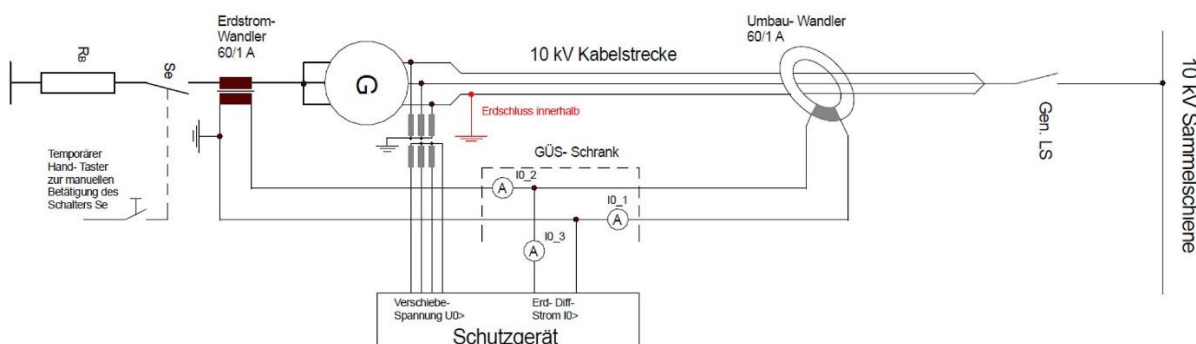 Erdstrom-
Wandler
60/1 A
RB
Se
G
10 kV Kabelstrecke
Umbau- Wandler
60/1 A
Gen. LS
10 kV Sammelschiene
Erdschluss innerhalb
Temporärer
Hand- Taster
zur manuellen
Betätigung des
Schalters Se
GÜS- Schrank
A
I0_2
A
I0_1
A
I0_3
Verschiebe-
Spannung U0>
Erd- Diff-
Strom I0>
Schutzgerät